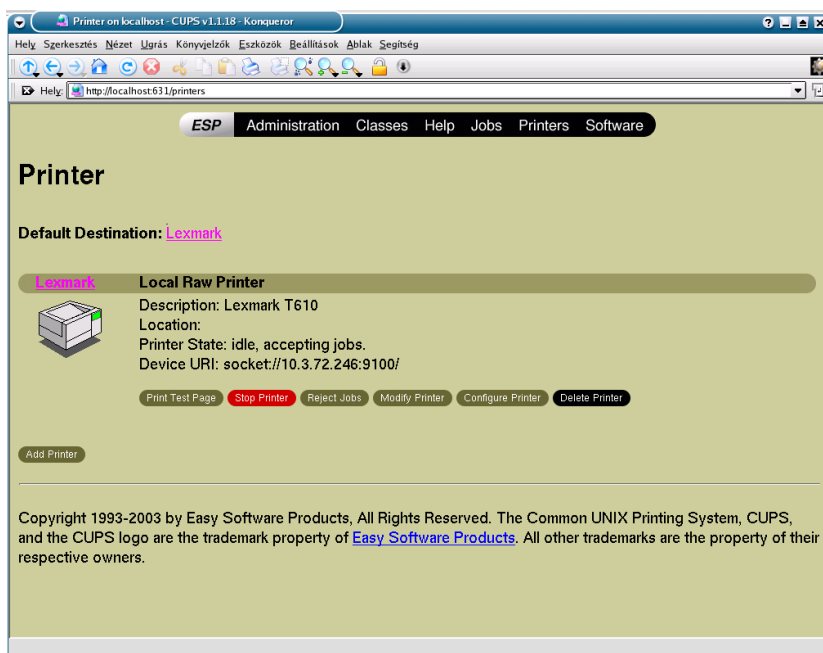 Printer on localhost - CUPS v1.1.18 - Konqueror
Hely Szerkesztés Nézet Ugrás Könyvjelzők Eszközök Beállítások Ablak Segítség
Hely: http://localhost:631/printers
ESP Administration Classes Help Jobs Printers Software
Printer
Default Destination: Lexmark
Lexmark Local Raw Printer
Description: Lexmark T610
Location:
Printer State: idle, accepting jobs.
Device URI: socket://10.3.72.246:9100/
Print Test Page Stop Printer Reject Jobs Modify Printer Configure Printer Delete Printer
Add Printer
Copyright 1993-2003 by Easy Software Products, All Rights Reserved. The Common UNIX Printing System, CUPS,
and the CUPS logo are the trademark property of Easy Software Products. All other trademarks are the property of their
respective owners.